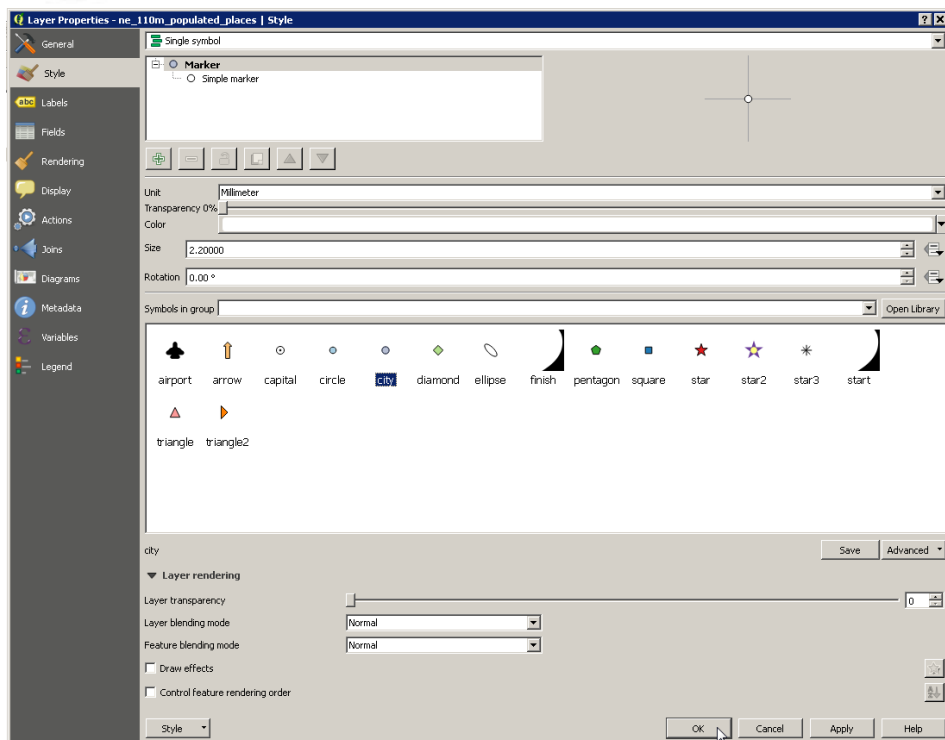 Layer Properties - ne_110m_populated_places | Style
General
Style
abc Labels
Fields
Rendering
Display
Actions
Joins
Diagrams
Metadata
Variables
Legend
Single symbol
Marker
Simple marker
Unit Millimeter
Transparency 0%
Color
Size 2.20000
Rotation 0.00 °
Symbols in group Open Library
airport arrow capital circle city diamond ellipse finish pentagon square star star2 star3 start
triangle triangle2
city Save Advanced
Layer rendering
Layer transparency 0
Layer blending mode Normal
Feature blending mode Normal
Draw effects
Control feature rendering order
Style OK Cancel Apply Help